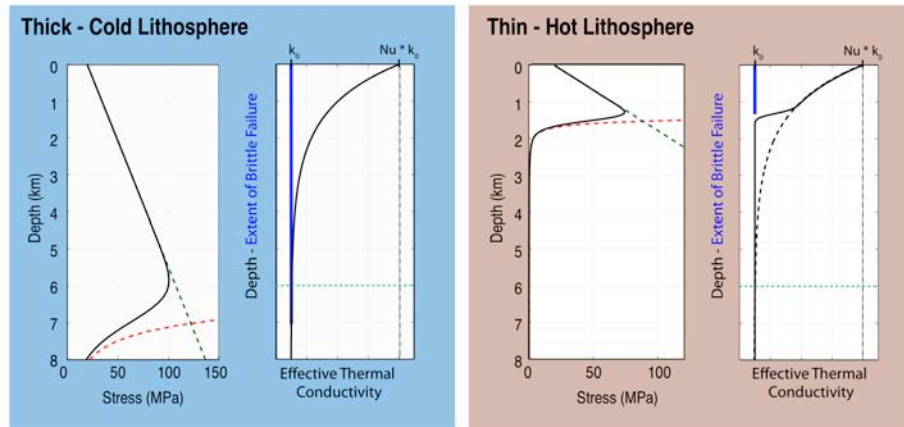 Thick - Cold Lithosphere
k₀
Nu * k₀
0
1
2
3
4
5
6
7
8
Depth (km)
0
50
100
150
Stress (MPa)
Depth - Extent of Brittle Failure
Effective Thermal
Conductivity
Thin - Hot Lithosphere
k₀
Nu * k₀
0
1
2
3
4
5
6
7
8
Depth (km)
0
50
100
Stress (MPa)
Depth - Extent of Brittle Failure
Effective Thermal
Conductivity